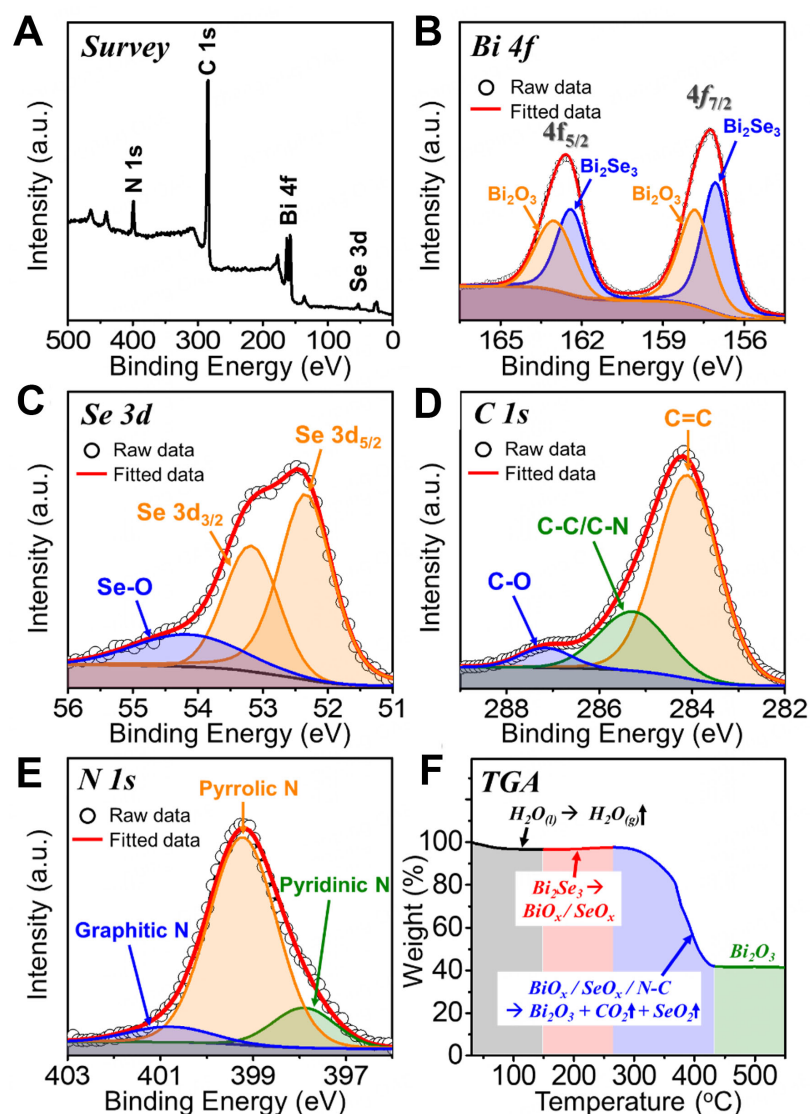 A
Survey
Intensity (a.u.)
N 1s
C 1s
Bi 4f
Se 3d
500 400 300 200 100 0
Binding Energy (eV)
B
Bi 4f
Raw data
Fitted data
4f5/2
4f7/2
Bi2O3
Bi2Se3
Bi2O3
Bi2Se3
Intensity (a.u.)
165 162 159 156
Binding Energy (eV)
C
Se 3d
Raw data
Fitted data
Se 3d5/2
Se 3d3/2
Se-O
Intensity (a.u.)
56 55 54 53 52 51
Binding Energy (eV)
D
C 1s
Raw data
Fitted data
C=C
C-C/C-N
C-O
Intensity (a.u.)
288 286 284 282
Binding Energy (eV)
E
N 1s
Raw data
Fitted data
Pyrrolic N
Pyridinic N
Graphitic N
Intensity (a.u.)
403 401 399 397
Binding Energy (eV)
F
TGA
H2O(l) → H2O(g)↑
Bi2Se3 →
BiOx / SeOx
BiOx / SeOx / N-C
→ Bi2O3 + CO2↑ + SeO2↑
Bi2O3
Weight (%)
100
80
60
40
20
0
100 200 300 400 500
Temperature (oC)